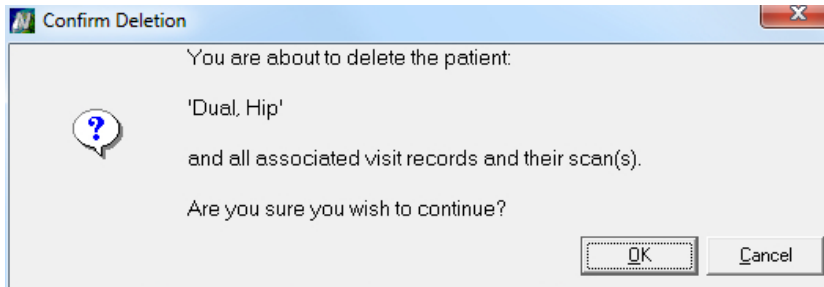 Confirm Deletion
You are about to delete the patient:
'Dual, Hip'
and all associated visit records and their scan(s).
Are you sure you wish to continue?
OK
Cancel